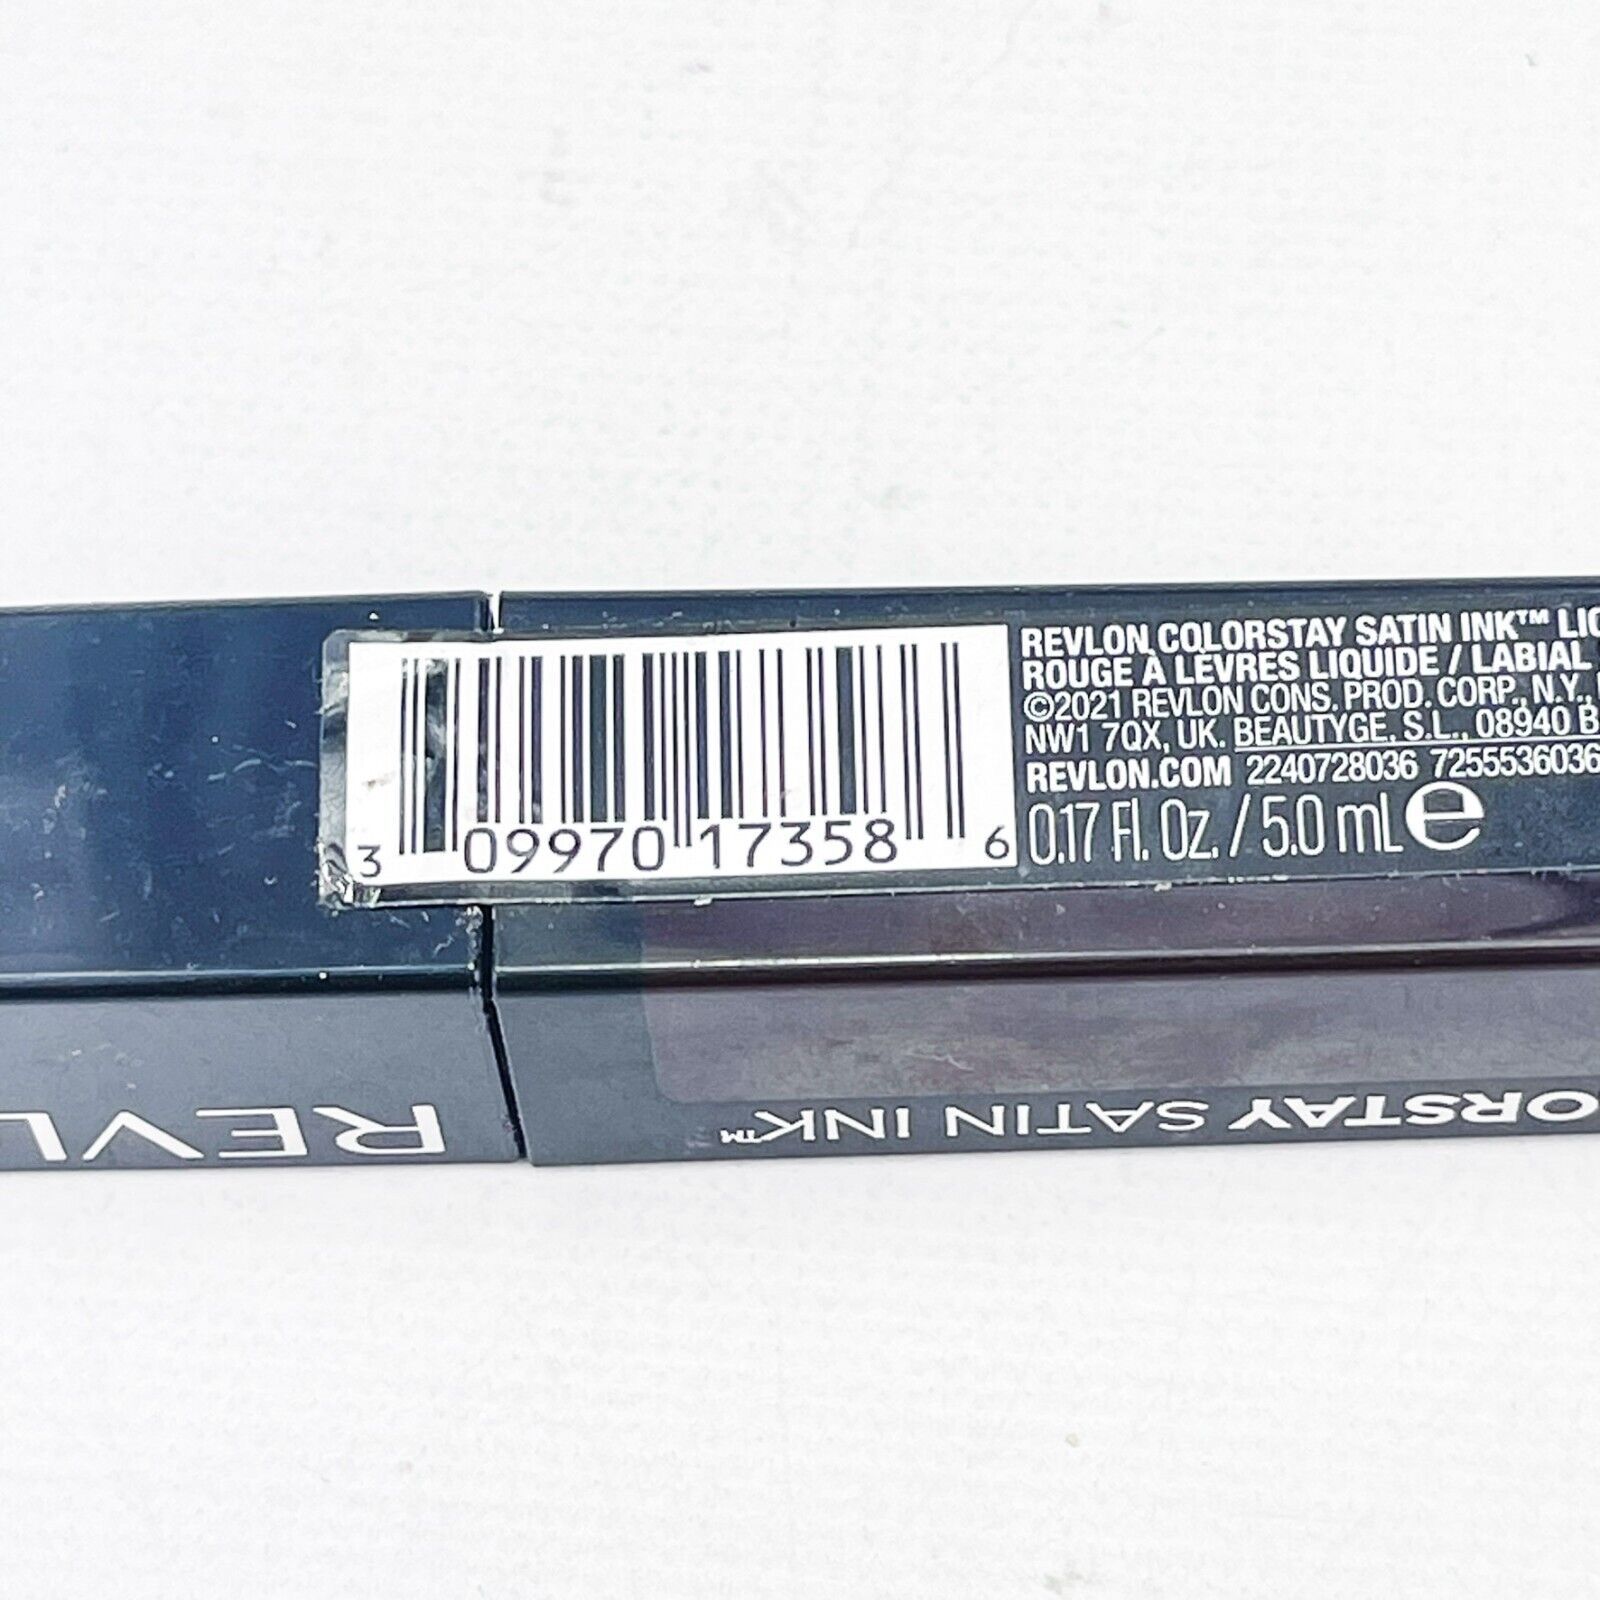 REVLON COLORSTAY SATIN INK™
ROUGE À LÈVRES LIQUIDE / LABIAL
©2021 REVLON CONS. PROD. CORP., N.Y.,
NW1 7QX, UK. BEAUTYGE, S.L., 08940
REVLON.COM 2240728036 7255536036
0.17 Fl. Oz. / 5.0 mL ℮
3 09970 17358 6
REVL
ORSTAY SATIN INK™